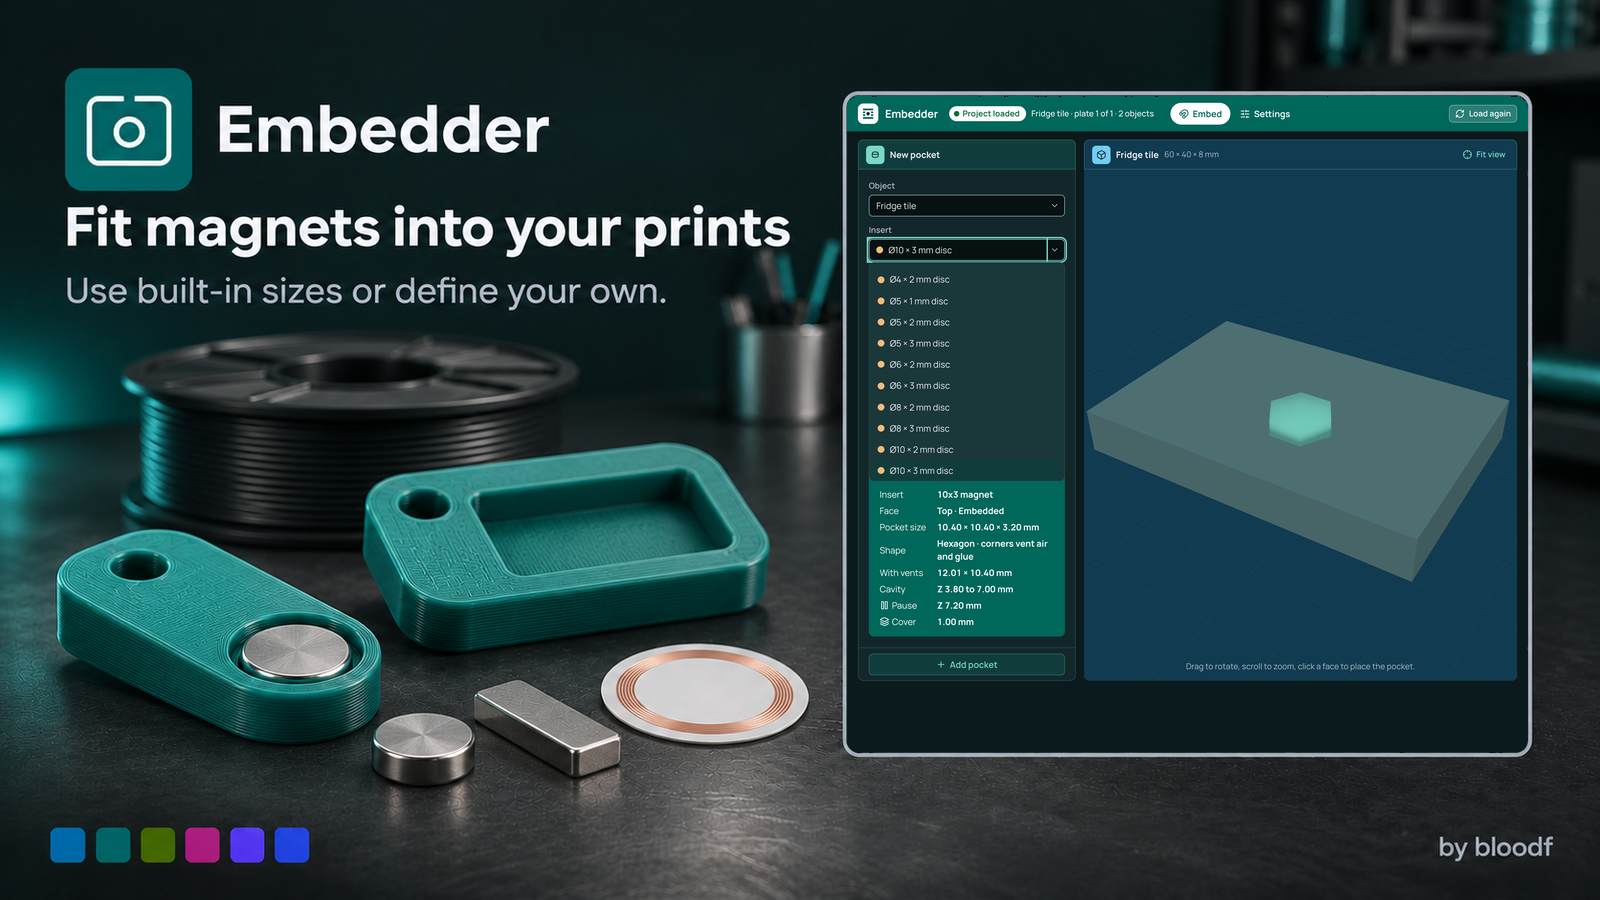 Embedder
Fit magnets into your prints
Use built-in sizes or define your own.
Embedder
Project loaded
Fridge tile · plate 1 of 1 · 2 objects
Embed
Settings
Load again
New pocket
Object
Fridge tile
Insert
Ø10 × 3 mm disc
Ø4 × 2 mm disc
Ø5 × 1 mm disc
Ø5 × 2 mm disc
Ø5 × 3 mm disc
Ø6 × 2 mm disc
Ø6 × 3 mm disc
Ø8 × 2 mm disc
Ø8 × 3 mm disc
Ø10 × 2 mm disc
Ø10 × 3 mm disc
Insert 10x3 magnet
Face Top · Embedded
Pocket size 10.40 × 10.40 × 3.20 mm
Shape Hexagon · corners vent air
and glue
With vents 12.01 × 10.40 mm
Cavity Z 3.80 to 7.00 mm
Pause Z 7.20 mm
Cover 1.00 mm
+ Add pocket
Fridge tile 60 × 40 × 8 mm
Fit view
Drag to rotate, scroll to zoom, click a face to place the pocket.
by bloodf